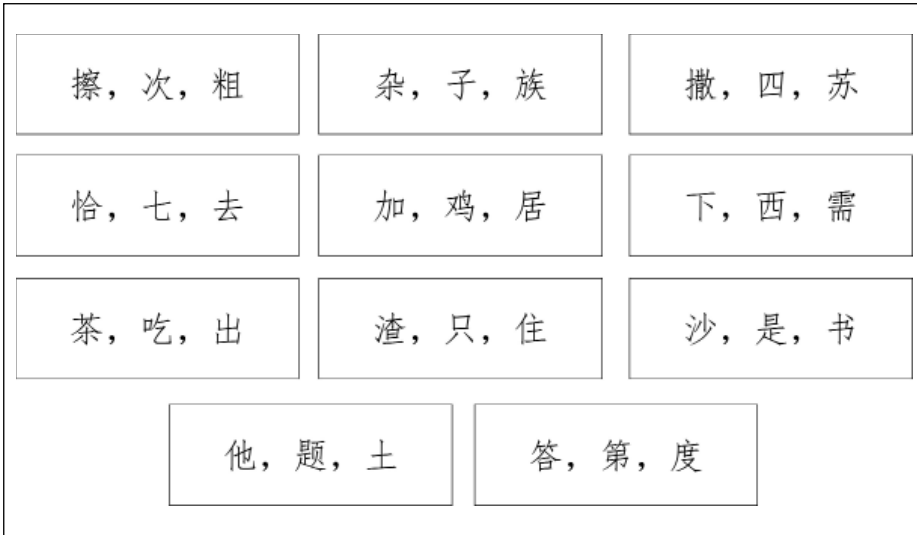 擦，次，粗 杂，子，族 撒，四，苏
恰，七，去 加，鸡，居 下，西，需
茶，吃，出 渣，只，住 沙，是，书
他，题，土 答，第，度